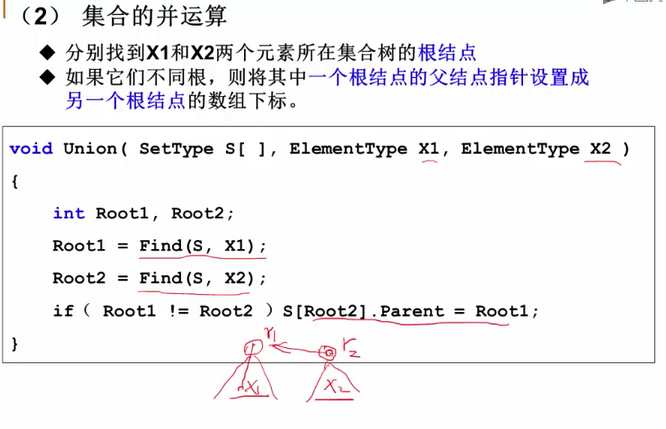 （2） 集合的并运算
◆ 分别找到X1和X2两个元素所在集合树的根结点
◆ 如果它们不同根，则将其中一个根结点的父结点指针设置成
另一个根结点的数组下标。
void Union( SetType S[ ], ElementType X1, ElementType X2 )
{
int Root1, Root2;
Root1 = Find(S, X1);
Root2 = Find(S, X2);
if( Root1 != Root2 ) S[Root2].Parent = Root1;
}
r1 r2
X1 X2